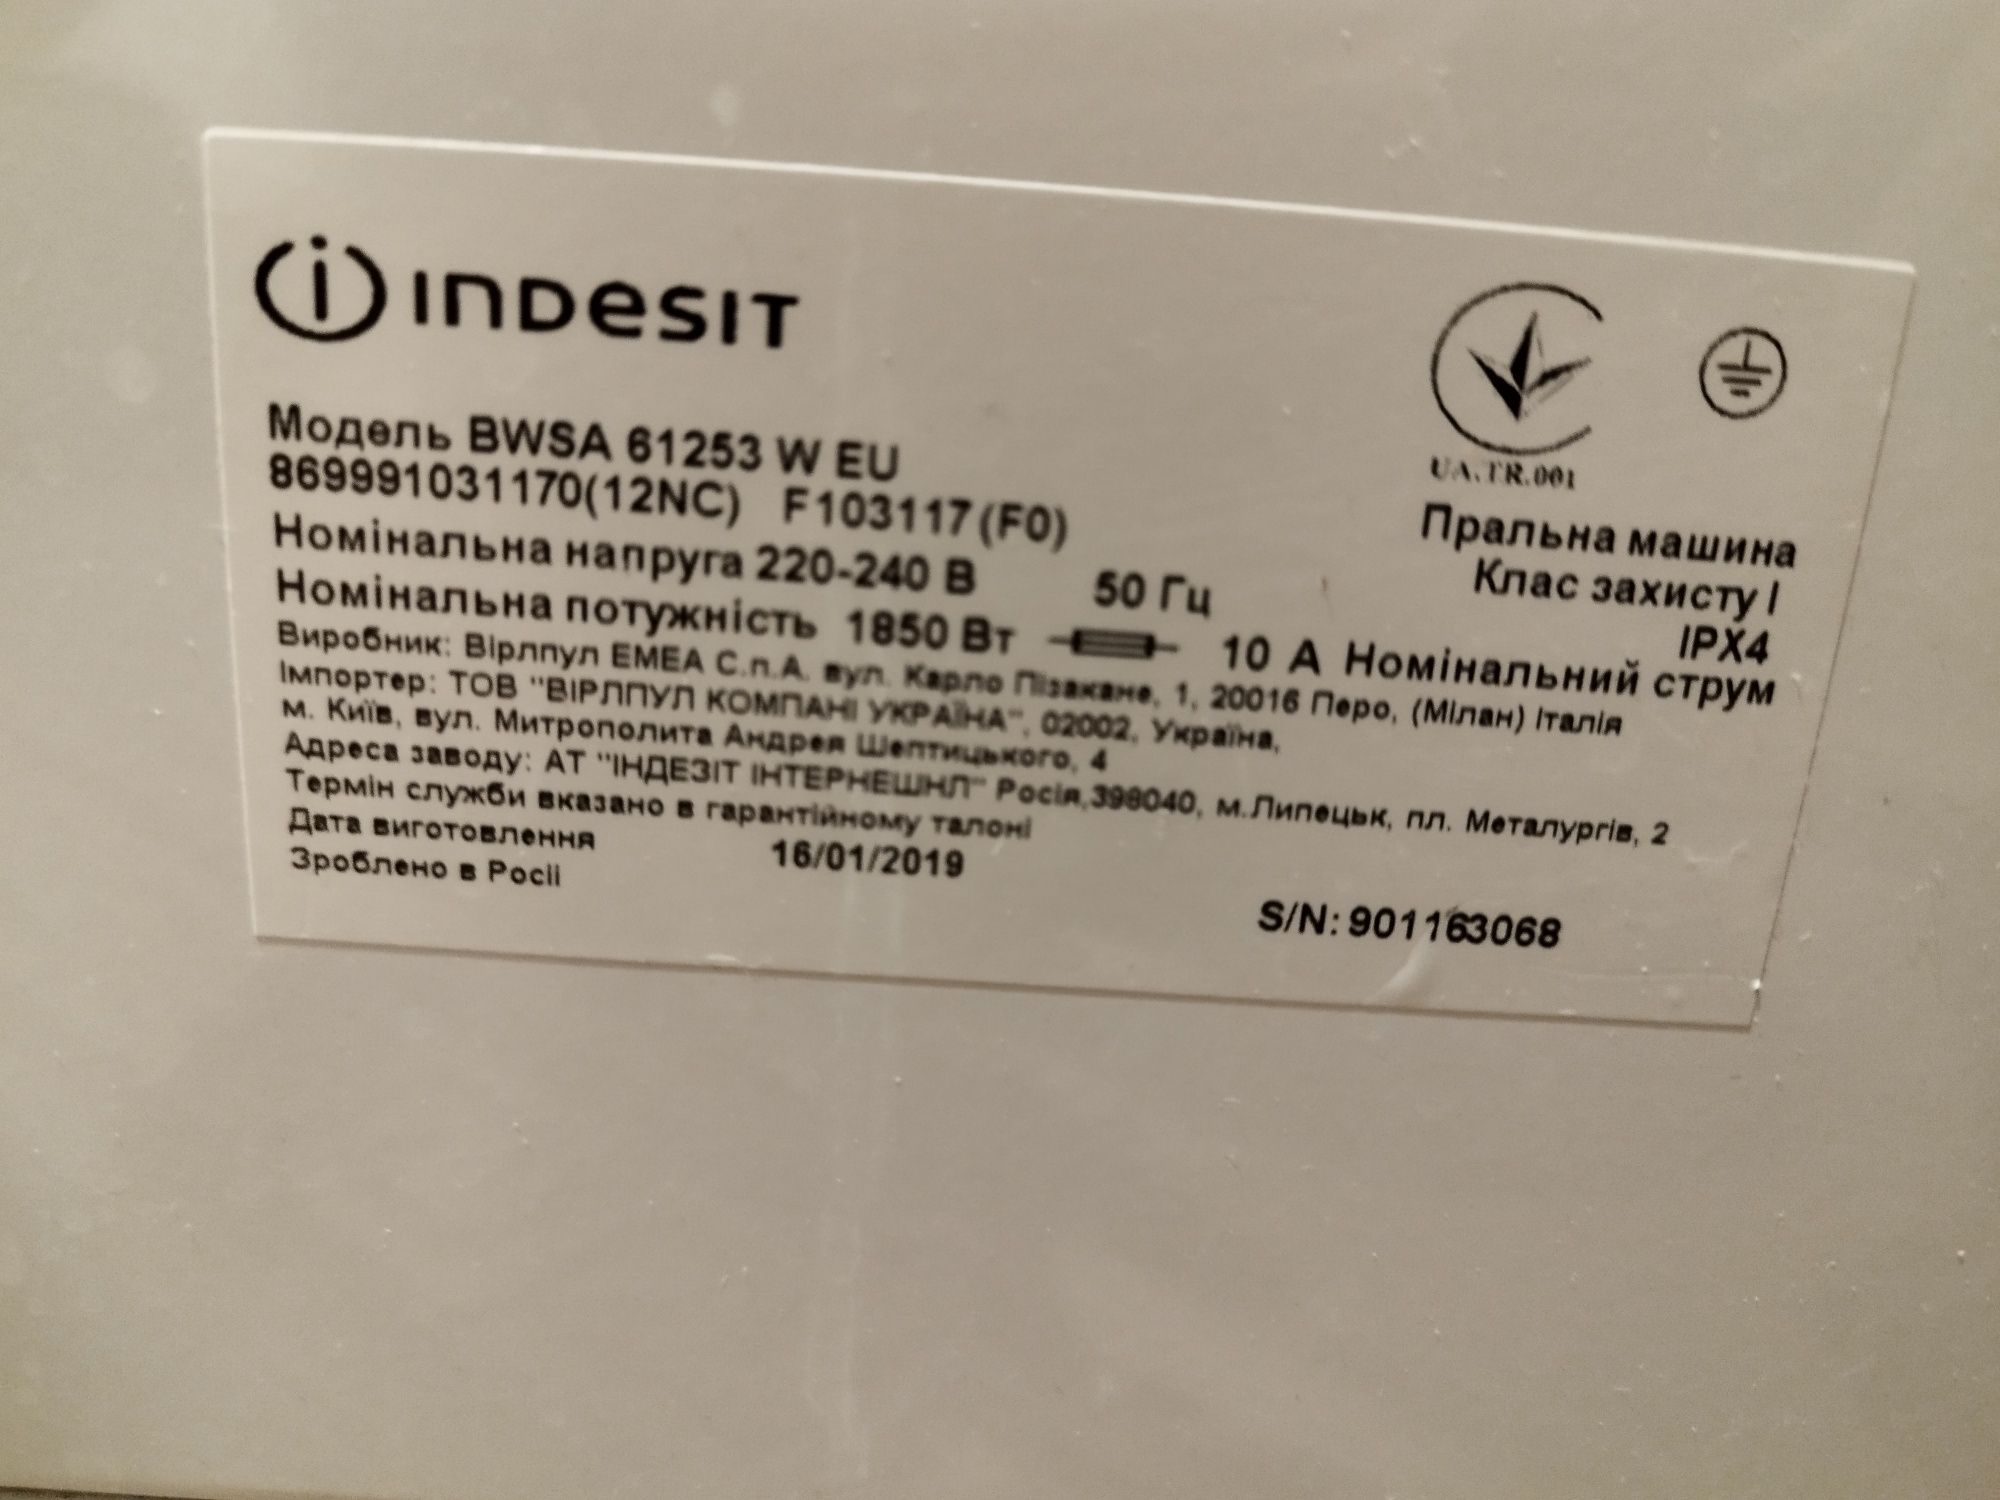 INDESIT
Модель BWSA 61253 W EU
869991031170(12NC) F103117(F0)
Номінальна напруга 220-240 В 50 Гц
Номінальна потужність 1850 Вт 10 А Номінальний струм
UA.TR.001
Пральна машина
Клас захисту I
IPX4
Виробник: Вірлпул ЕМЕА С.п.А. вул. Карло Пізакане, 1, 20016 Перо, (Мілан) Італія
Імпортер: ТОВ "ВІРЛПУЛ КОМПАНІ УКРАЇНА", 02002, Україна,
м. Київ, вул. Митрополита Андрея Шептицького, 4
Адреса заводу: АТ "ІНДЕЗІТ ІНТЕРНЕШНЛ" Росія,398040, м.Липецьк, пл. Металургів, 2
Термін служби вказано в гарантійному талоні
Дата виготовлення 16/01/2019
Зроблено в Росії
S/N: 901163068